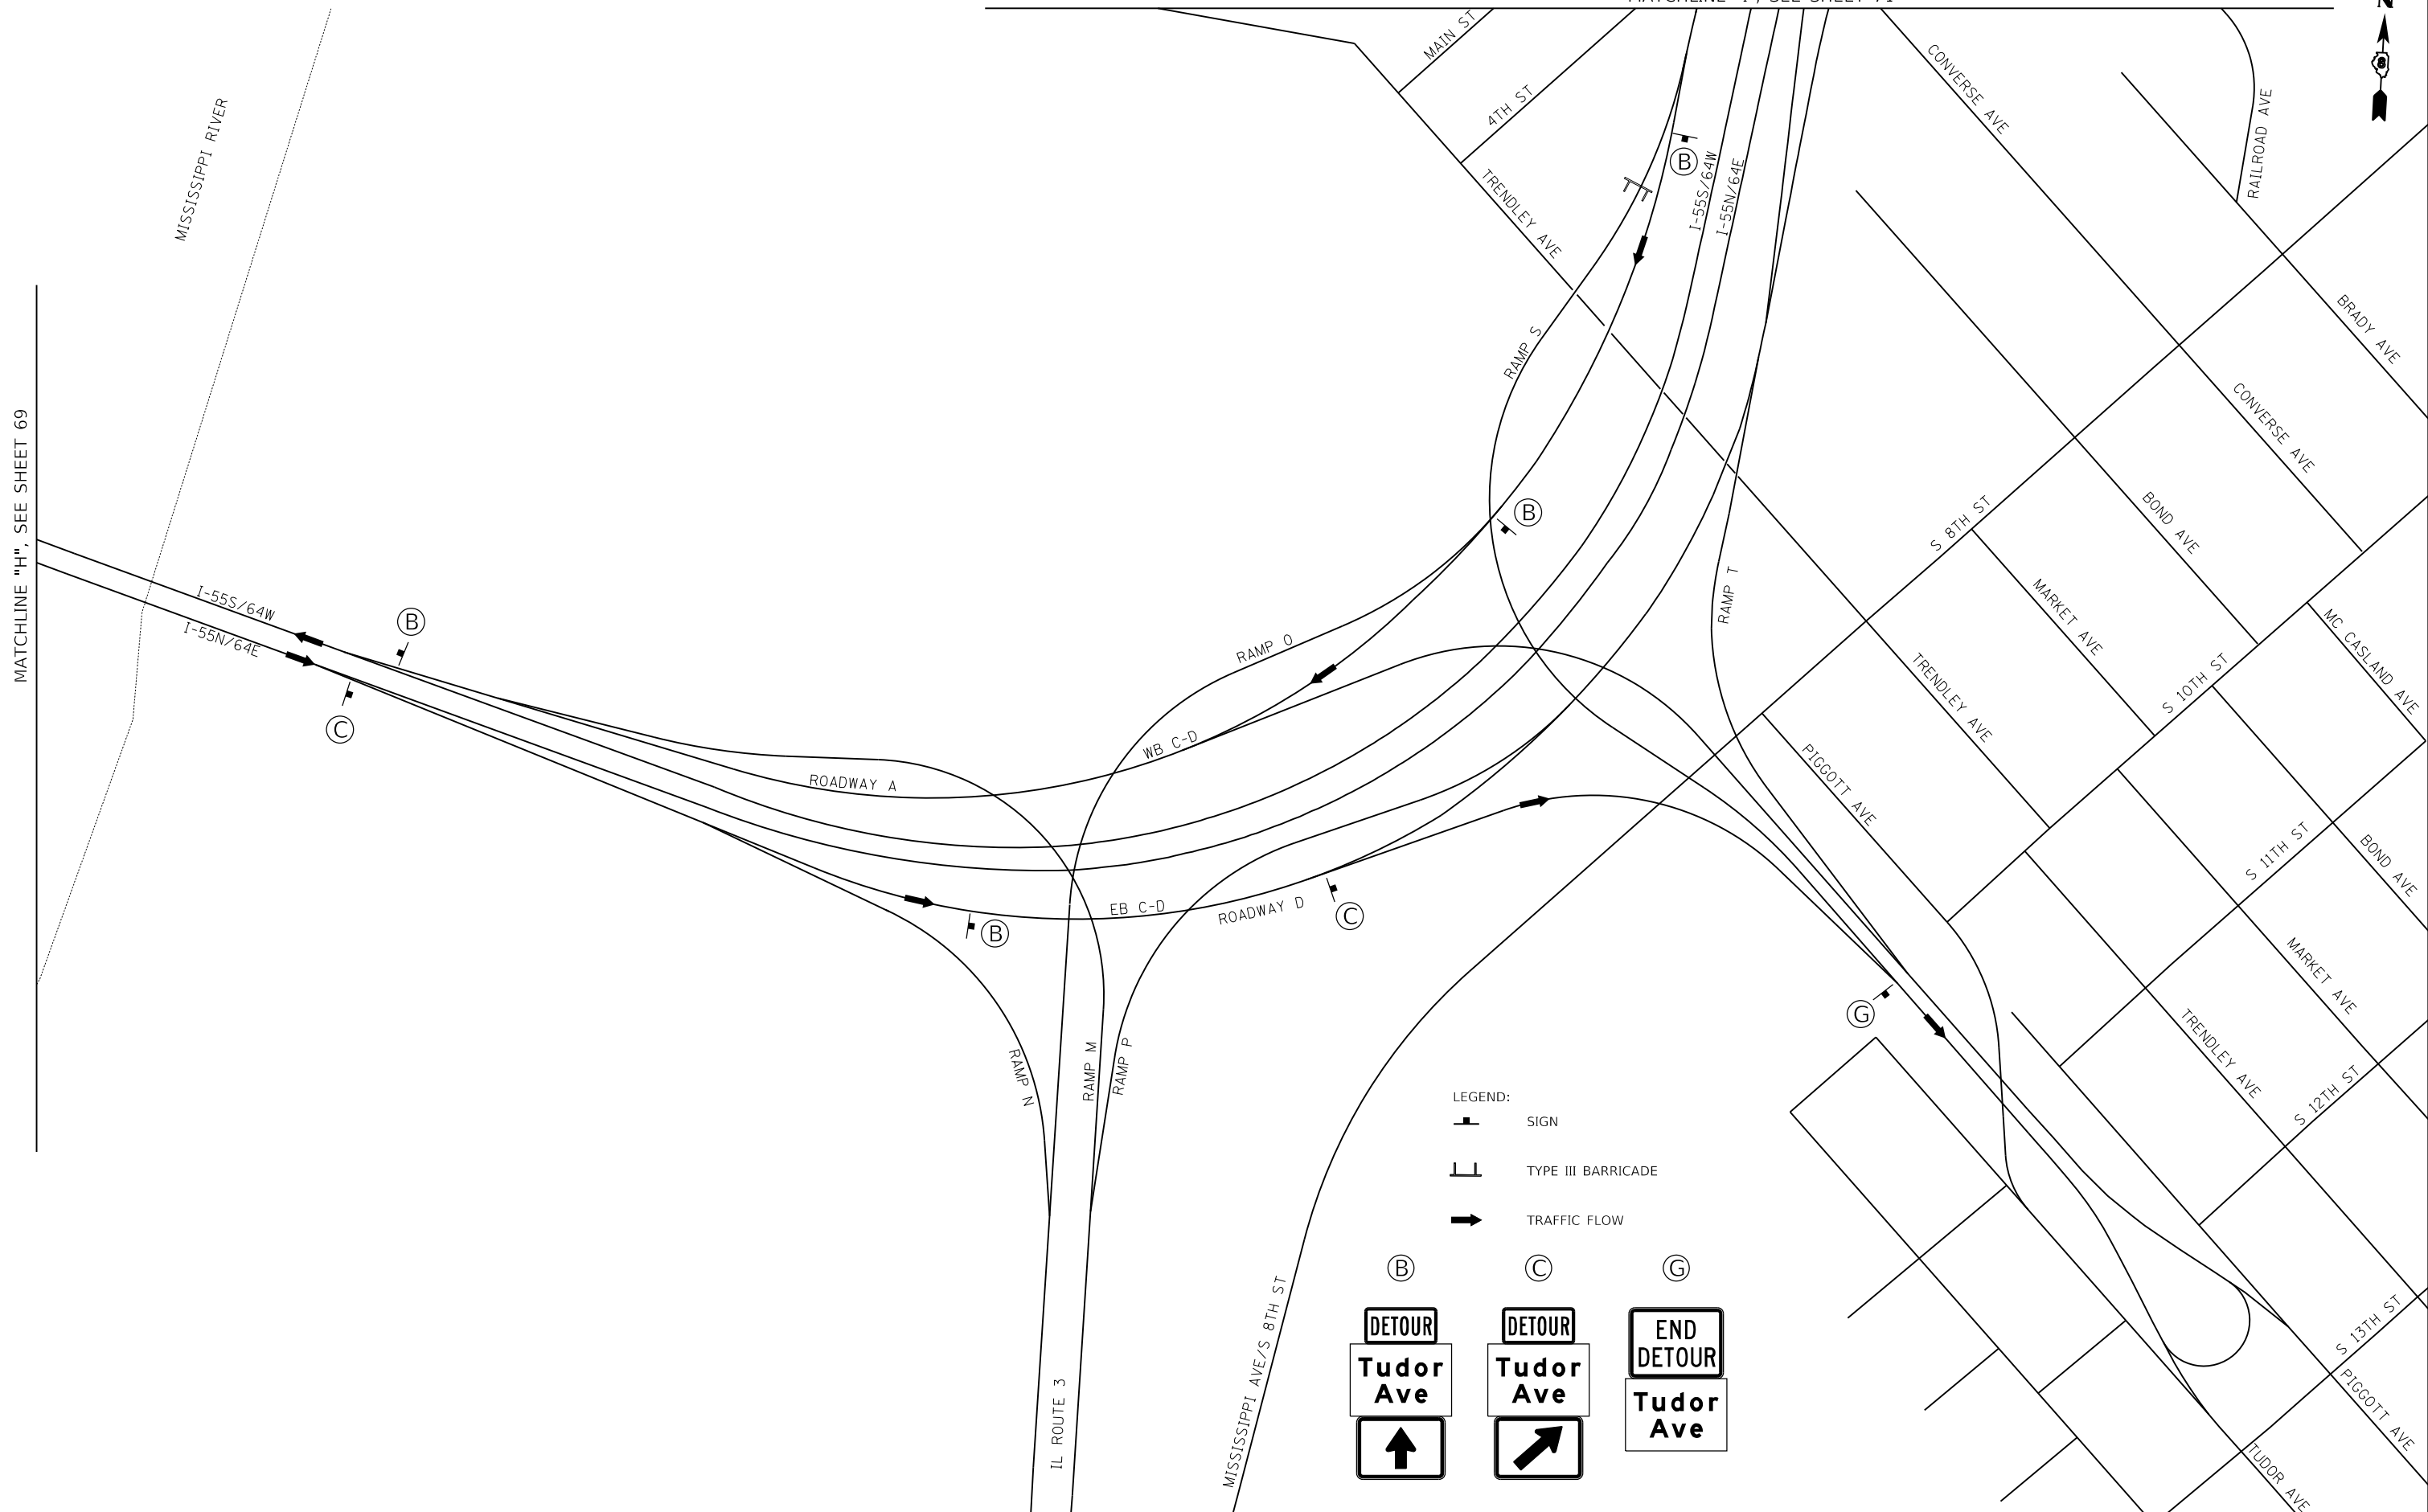 MAIN ST
4TH ST
CONVERSE AVE
RAILROAD AVE
N
8
MISSISSIPPI RIVER
TRENDLEY AVE
I-55S/64W
I-55N/64E
B
RAMP S
BRADY AVE
CONVERSE AVE
MATCHLINE "H", SEE SHEET 69
B
BOND AVE
S 8TH ST
I-55S/64W
I-55N/64E
B
C
RAMP T
MARKET AVE
MC CASLAND AVE
RAMP O
S 10TH ST
TRENDLEY AVE
WB C-D
ROADWAY A
PIGGOTT AVE
S 11TH ST
BOND AVE
EB C-D
ROADWAY D
B
C
G
MARKET AVE
RAMP N
RAMP M
RAMP P
TRENDLEY AVE
S 12TH ST
LEGEND:
SIGN
TYPE III BARRICADE
TRAFFIC FLOW
B
C
G
DETOUR
Tudor
Ave
DETOUR
Tudor
Ave
END
DETOUR
Tudor
Ave
IL ROUTE 3
MISSISSIPPI AVE/S 8TH ST
S 13TH ST
PIGGOTT AVE
TUDOR AVE